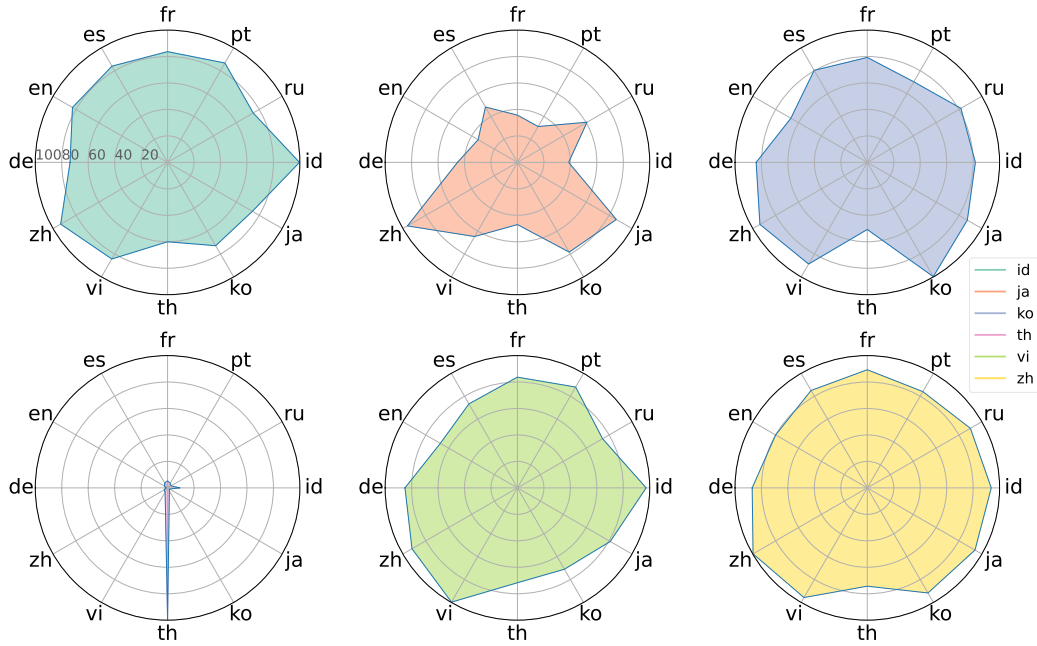 fr
es pt
en ru
de 100 80 60 40 20 id
zh ja
vi ko
th
fr
es pt
en ru
de id
zh ja
vi ko
th
fr
es pt
en ru
de id
zh ja
vi ko
th
id
ja
ko
th
vi
zh
fr
es pt
en ru
de id
zh ja
vi ko
th
fr
es pt
en ru
de id
zh ja
vi ko
th
fr
es pt
en ru
de id
zh ja
vi ko
th